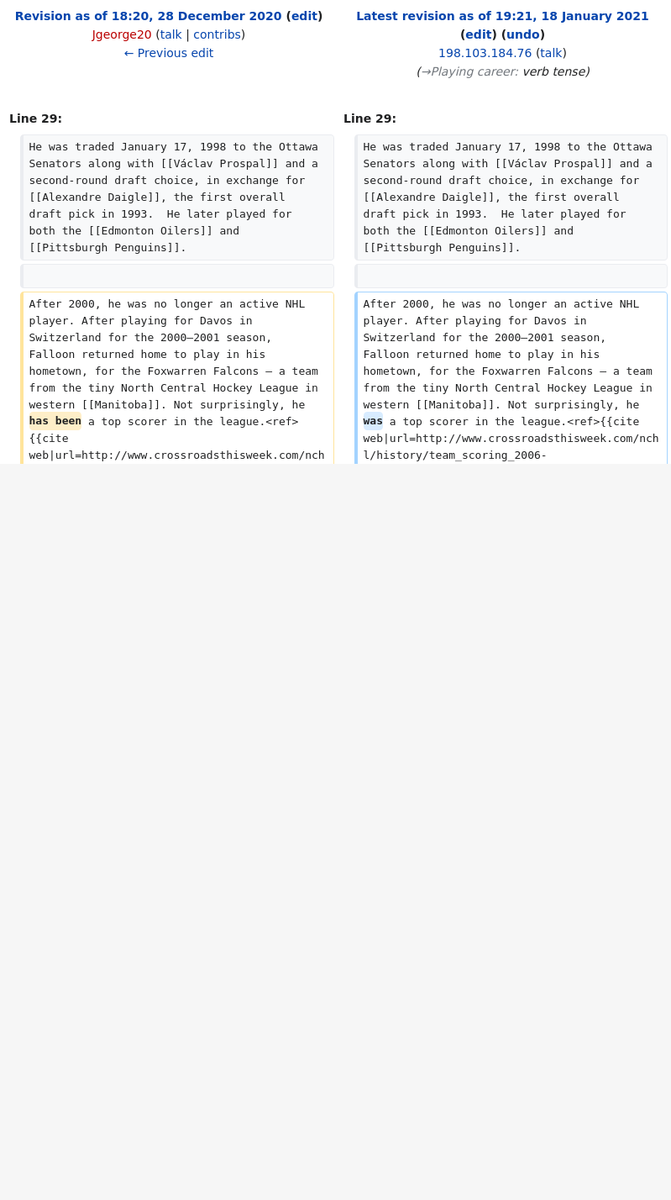 Revision as of 18:20, 28 December 2020 (edit)
Jgeorge20 (talk | contribs)
← Previous edit
Latest revision as of 19:21, 18 January 2021
(edit) (undo)
198.103.184.76 (talk)
(→Playing career: verb tense)
Line 29:
He was traded January 17, 1998 to the Ottawa
Senators along with [[Václav Prospal]] and a
second-round draft choice, in exchange for
[[Alexandre Daigle]], the first overall
draft pick in 1993.  He later played for
both the [[Edmonton Oilers]] and
[[Pittsburgh Penguins]].
After 2000, he was no longer an active NHL
player. After playing for Davos in
Switzerland for the 2000–2001 season,
Falloon returned home to play in his
hometown, for the Foxwarren Falcons — a team
from the tiny North Central Hockey League in
western [[Manitoba]]. Not surprisingly, he
has been a top scorer in the league.<ref>
{{cite
web|url=http://www.crossroadsthisweek.com/nch
Line 29:
He was traded January 17, 1998 to the Ottawa
Senators along with [[Václav Prospal]] and a
second-round draft choice, in exchange for
[[Alexandre Daigle]], the first overall
draft pick in 1993.  He later played for
both the [[Edmonton Oilers]] and
[[Pittsburgh Penguins]].
After 2000, he was no longer an active NHL
player. After playing for Davos in
Switzerland for the 2000–2001 season,
Falloon returned home to play in his
hometown, for the Foxwarren Falcons — a team
from the tiny North Central Hockey League in
western [[Manitoba]]. Not surprisingly, he
was a top scorer in the league.<ref>{{cite
web|url=http://www.crossroadsthisweek.com/nch
l/history/team_scoring_2006-